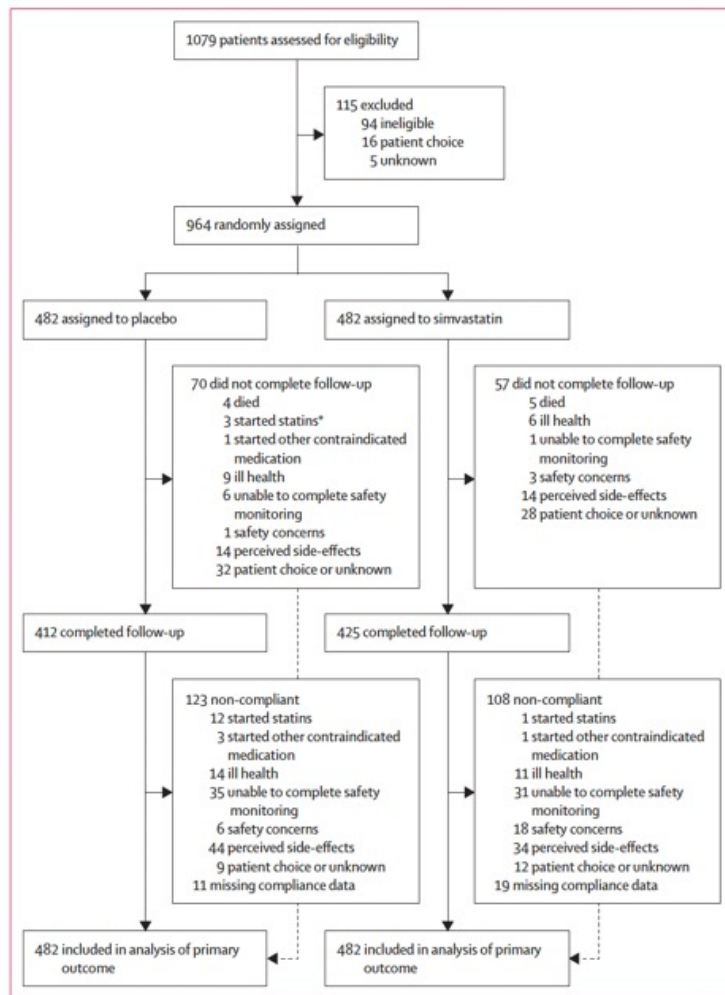 1079 patients assessed for eligibility
115 excluded
94 ineligible
16 patient choice
5 unknown
964 randomly assigned
482 assigned to placebo
482 assigned to simvastatin
70 did not complete follow-up
4 died
3 started statins*
1 started other contraindicated
medication
9 ill health
6 unable to complete safety
monitoring
1 safety concerns
14 perceived side-effects
32 patient choice or unknown
57 did not complete follow-up
5 died
6 ill health
1 unable to complete safety
monitoring
3 safety concerns
14 perceived side-effects
28 patient choice or unknown
412 completed follow-up
425 completed follow-up
123 non-compliant
12 started statins
3 started other contraindicated
medication
14 ill health
35 unable to complete safety
monitoring
6 safety concerns
44 perceived side-effects
9 patient choice or unknown
11 missing compliance data
108 non-compliant
1 started statins
1 started other contraindicated
medication
11 ill health
31 unable to complete safety
monitoring
18 safety concerns
34 perceived side-effects
12 patient choice or unknown
19 missing compliance data
482 included in analysis of primary
outcome
482 included in analysis of primary
outcome